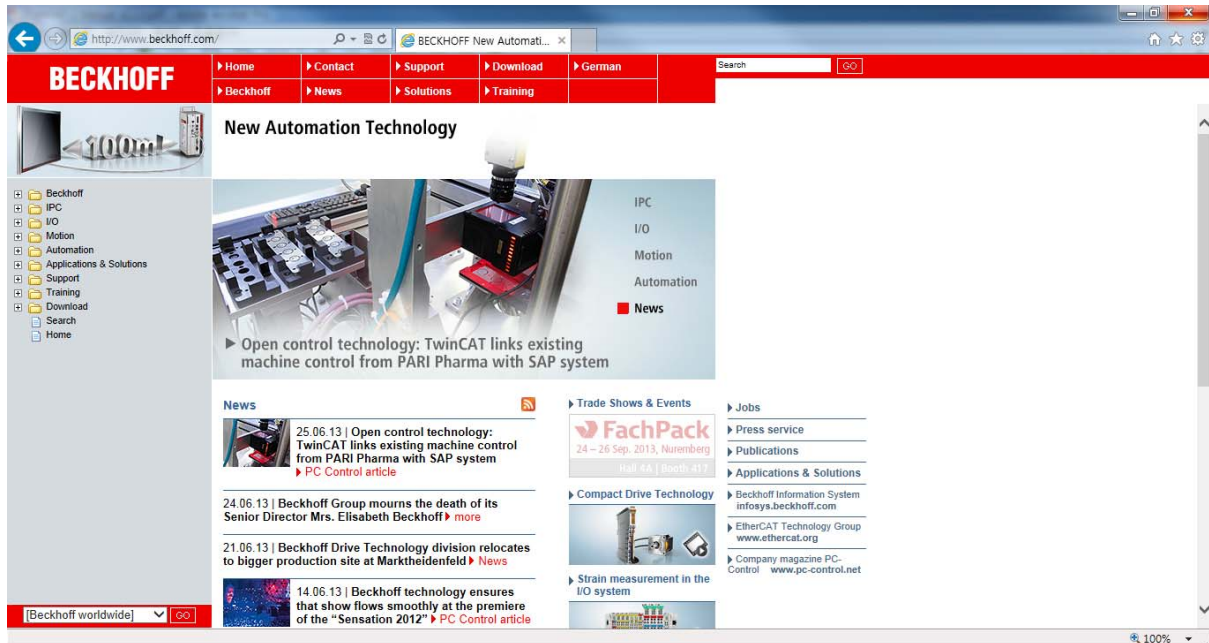 http://www.beckhoff.com/
BECKHOFF New Automati...
BECKHOFF
Home
Contact
Support
Download
German
Search
GO
Beckhoff
News
Solutions
Training
New Automation Technology
<100ml
Beckhoff
IPC
I/O
Motion
Automation
Applications & Solutions
Support
Training
Download
Search
Home
IPC
I/O
Motion
Automation
News
Open control technology: TwinCAT links existing
machine control from PARI Pharma with SAP system
News
25.06.13 | Open control technology:
TwinCAT links existing machine control
from PARI Pharma with SAP system
PC Control article
24.06.13 | Beckhoff Group mourns the death of its
Senior Director Mrs. Elisabeth Beckhoff more
21.06.13 | Beckhoff Drive Technology division relocates
to bigger production site at Marktheidenfeld News
14.06.13 | Beckhoff technology ensures
that show flows smoothly at the premiere
of the “Sensation 2012” PC Control article
Trade Shows & Events
FachPack
24 – 26 Sep. 2013, Nuremberg
Hall 4A | Booth 417
Compact Drive Technology
Strain measurement in the
I/O system
Jobs
Press service
Publications
Applications & Solutions
Beckhoff Information System
infosys.beckhoff.com
EtherCAT Technology Group
www.ethercat.org
Company magazine PC-
Control www.pc-control.net
[Beckhoff worldwide]
GO
100%